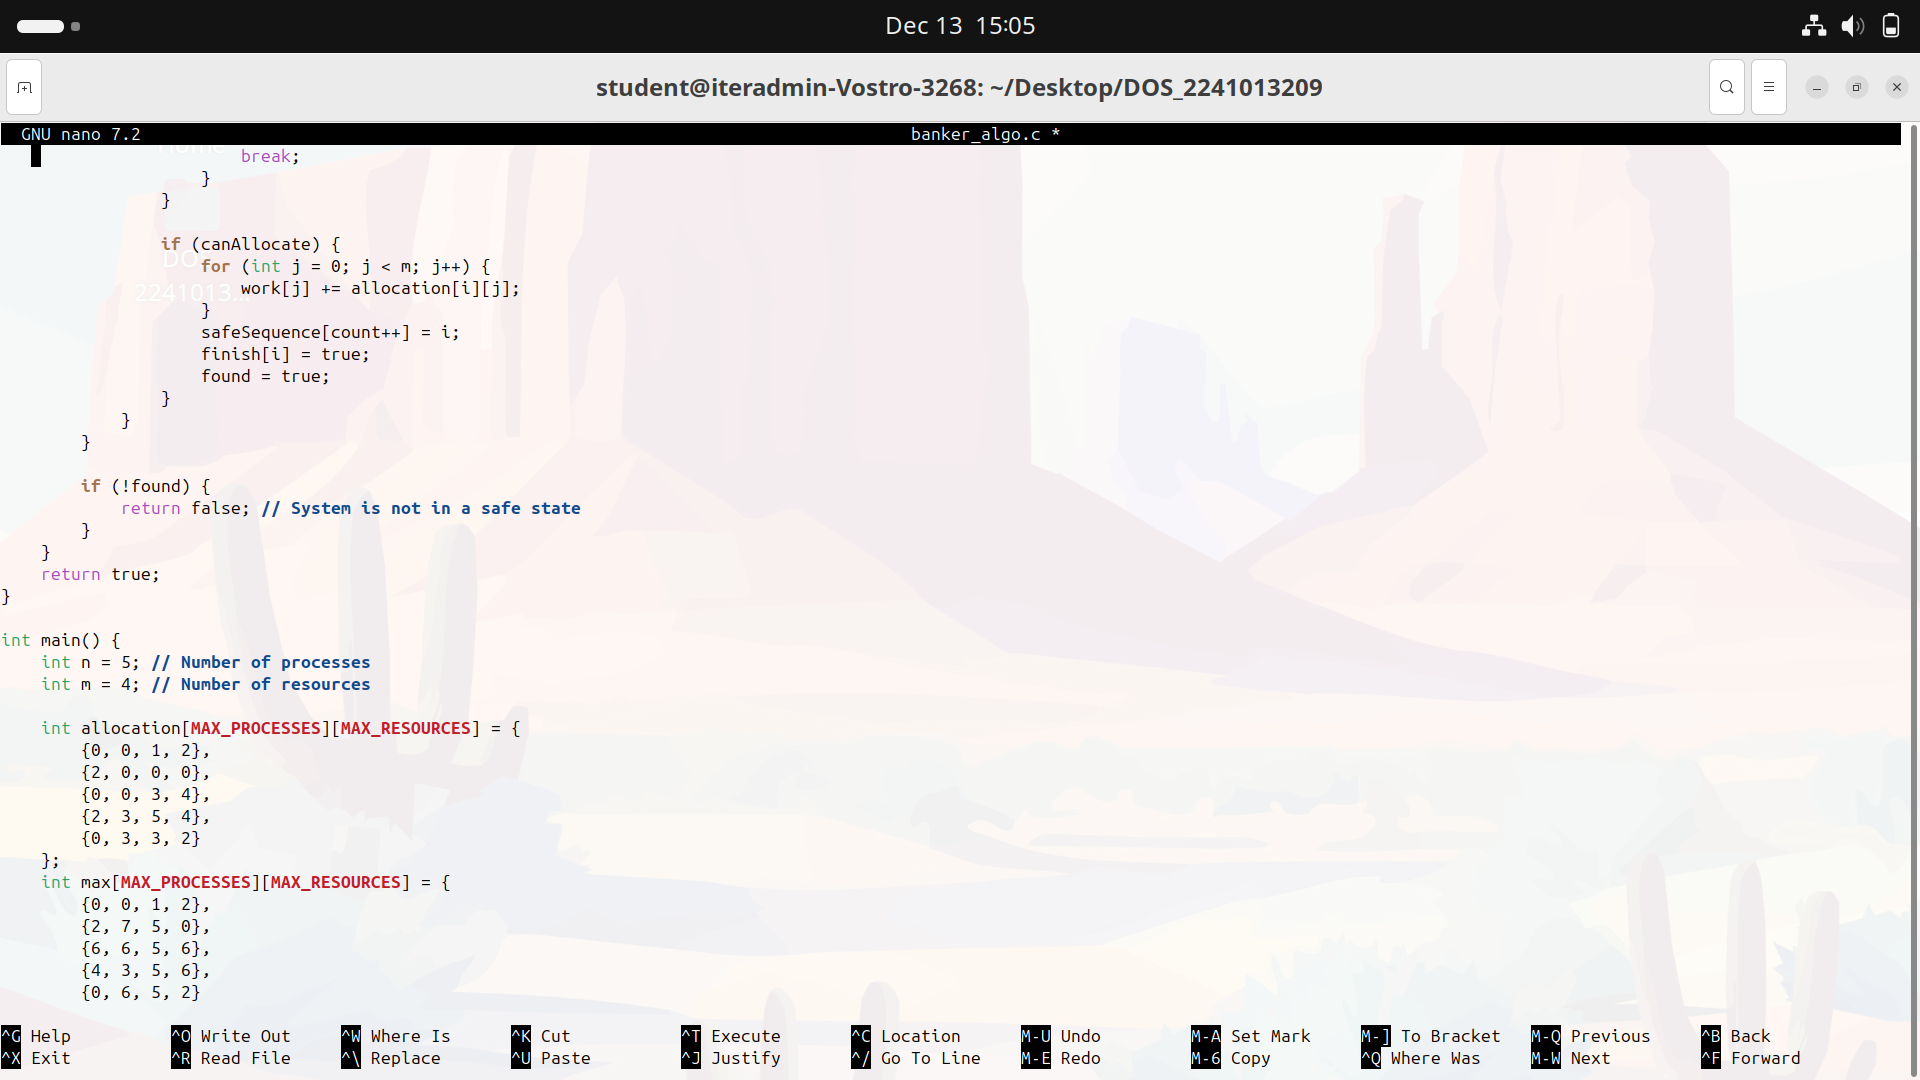 Dec 13 15:05
student@iteradmin-Vostro-3268: ~/Desktop/DOS_2241013209
GNU nano 7.2 banker_algo.c *
Home
break;
}
}
if (canAllocate) {
DOS
for (int j = 0; j < m; j++) {
2241013...
work[j] += allocation[i][j];
}
safeSequence[count++] = i;
finish[i] = true;
found = true;
}
}
}
if (!found) {
return false; // System is not in a safe state
}
}
return true;
}
int main() {
int n = 5; // Number of processes
int m = 4; // Number of resources
int allocation[MAX_PROCESSES][MAX_RESOURCES] = {
{0, 0, 1, 2},
{2, 0, 0, 0},
{0, 0, 3, 4},
{2, 3, 5, 4},
{0, 3, 3, 2}
};
int max[MAX_PROCESSES][MAX_RESOURCES] = {
{0, 0, 1, 2},
{2, 7, 5, 0},
{6, 6, 5, 6},
{4, 3, 5, 6},
{0, 6, 5, 2}
^G Help ^O Write Out ^W Where Is ^K Cut ^T Execute ^C Location M-U Undo M-A Set Mark M-] To Bracket M-Q Previous ^B Back
^X Exit ^R Read File ^\ Replace ^U Paste ^J Justify ^/ Go To Line M-E Redo M-6 Copy ^Q Where Was M-W Next ^F Forward